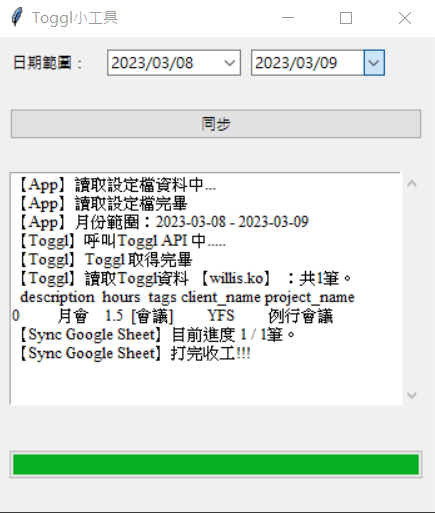 Toggl小工具
日期範圍： 2023/03/08 2023/03/09
同步
【App】讀取設定檔資料中...
【App】讀取設定檔完畢
【App】月份範圍：2023-03-08 - 2023-03-09
【Toggl】呼叫Toggl API 中.....
【Toggl】Toggl 取得完畢
【Toggl】讀取Toggl資料 【willis.ko】 ：共1筆。
description hours tags client_name project_name
0 月會 1.5 [會議] YFS 例行會議
【Sync Google Sheet】目前進度 1 / 1筆。
【Sync Google Sheet】打完收工!!!